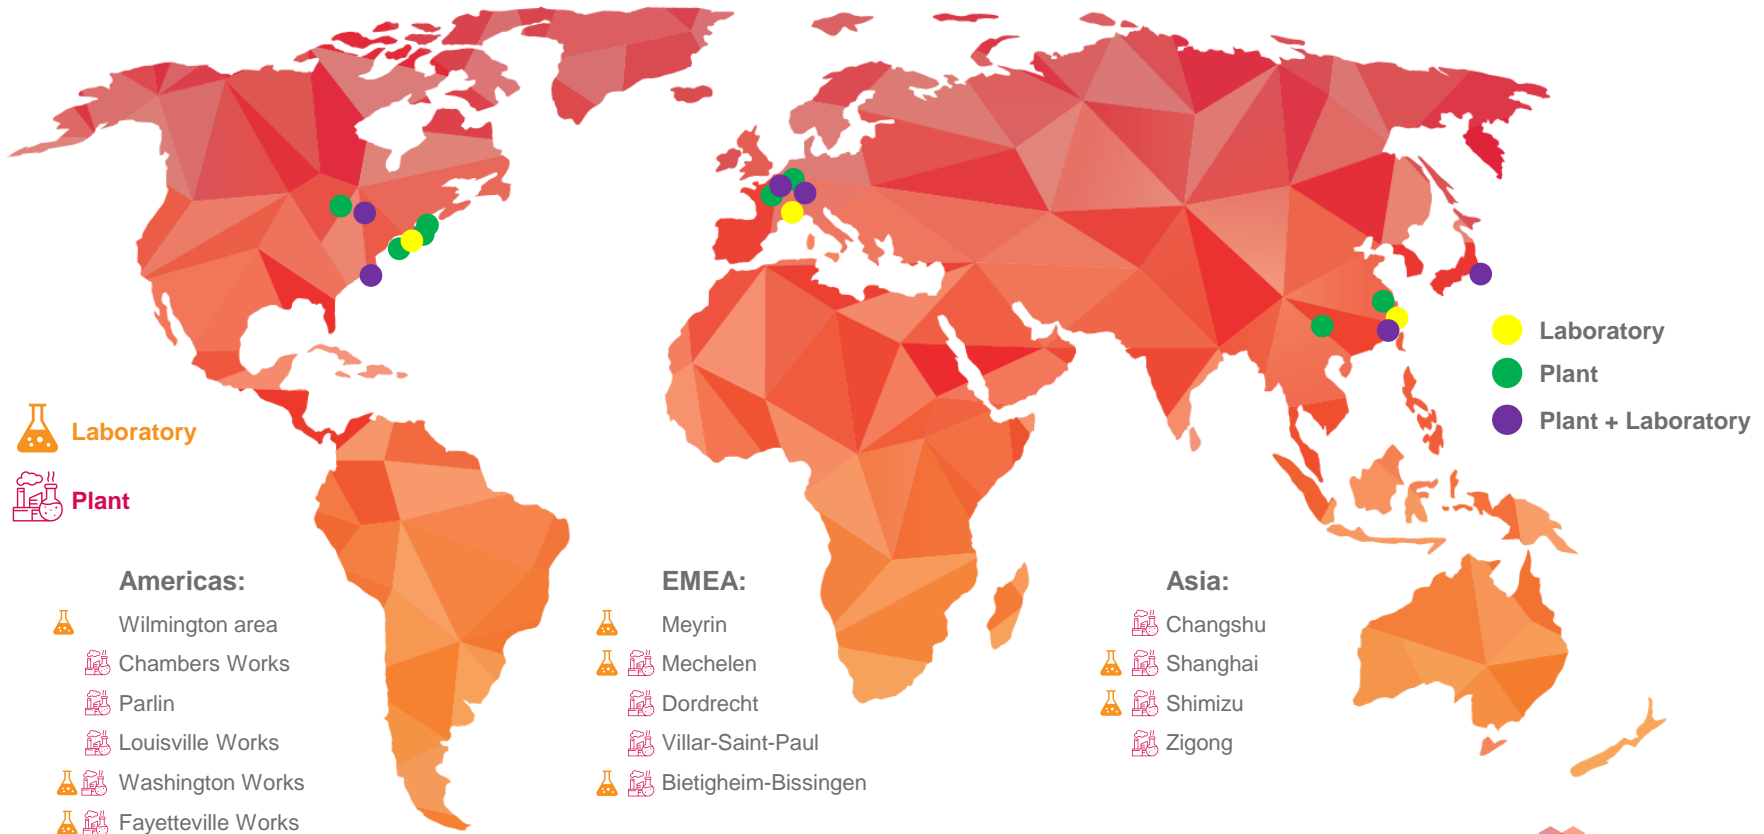 Laboratory
Plant
Plant + Laboratory
Laboratory
Plant
Americas:
Wilmington area
Chambers Works
Parlin
Louisville Works
Washington Works
Fayetteville Works
EMEA:
Meyrin
Mechelen
Dordrecht
Villar-Saint-Paul
Bietigheim-Bissingen
Asia:
Changshu
Shanghai
Shimizu
Zigong